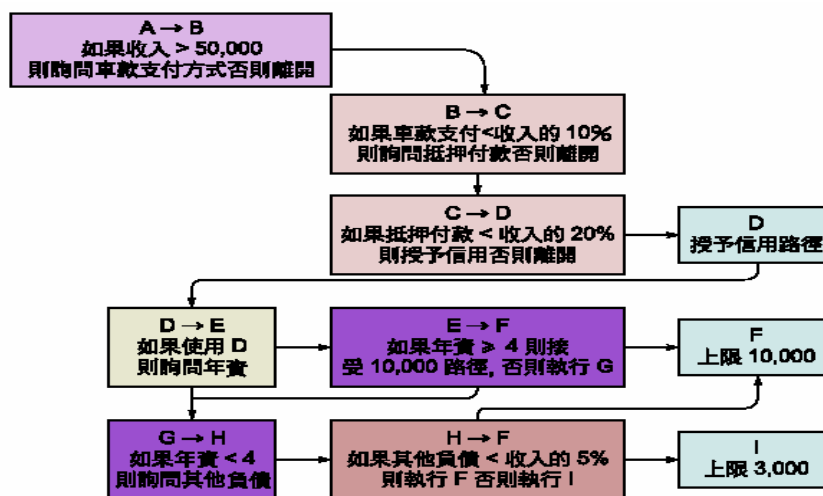 A → B
如果收入 > 50,000
則詢問車款支付方式否則離開
B → C
如果車款支付<收入的 10%
則詢問抵押付款否則離開
C → D
如果抵押付款 < 收入的 20%
則授予信用否則離開
D
授予信用路徑
D → E
如果使用 D
則詢問年資
E → F
如果年資 ⩾ 4 則接
受 10,000 路徑, 否則執行 G
F
上限 10,000
G → H
如果年資 < 4
則詢問其他負債
H → F
如果其他負債 < 收入的 5%
則執行 F 否則執行 I
I
上限 3,000